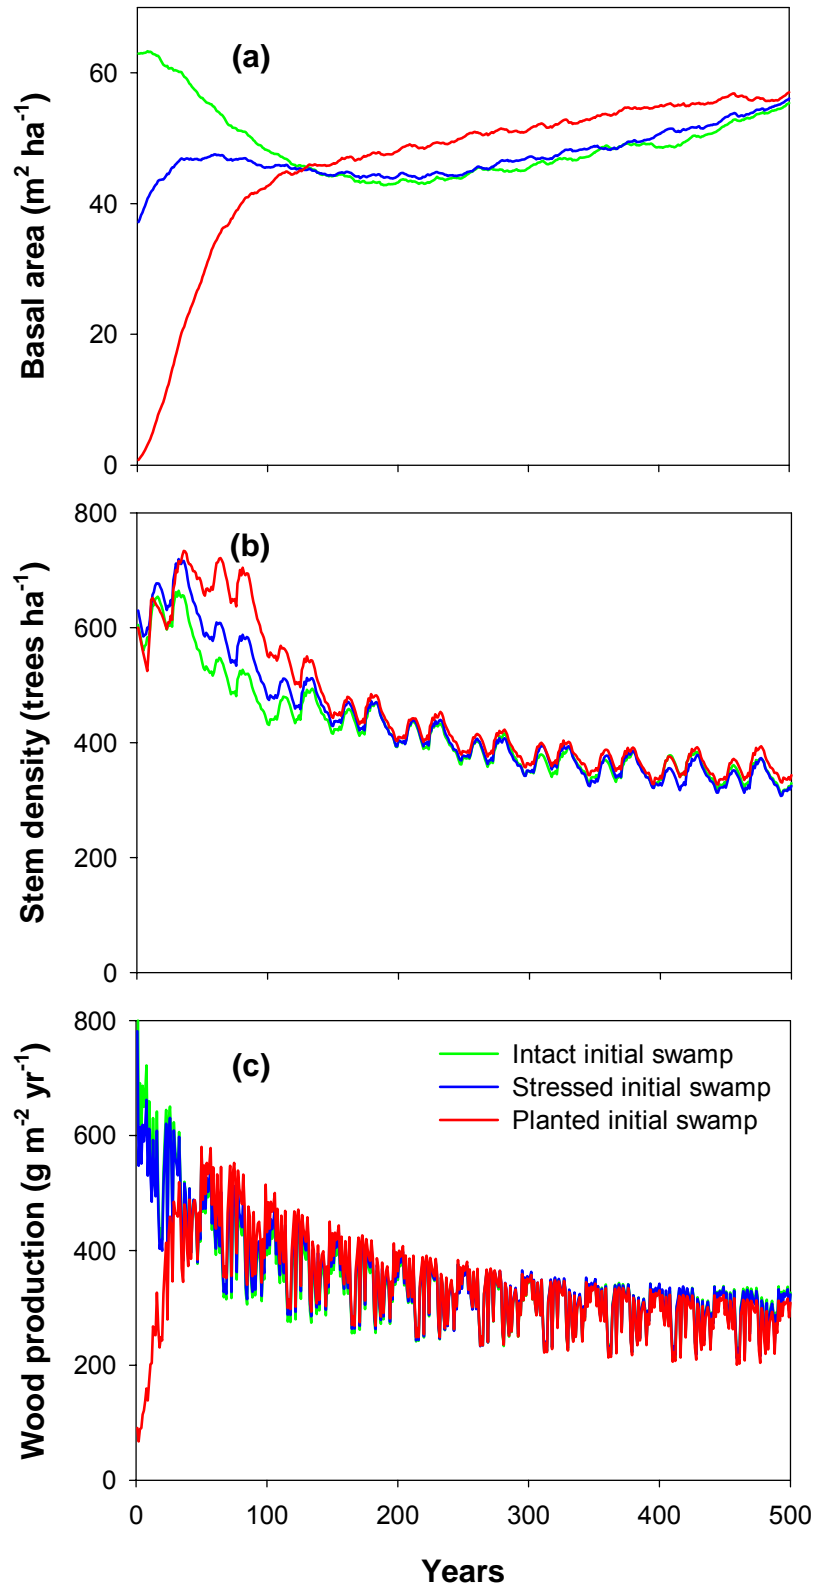 (a)
Basal area (m² ha⁻¹)
60
40
20
0
(b)
Stem density (trees ha⁻¹)
800
600
400
200
0
(c)
Intact initial swamp
Stressed initial swamp
Planted initial swamp
Wood production (g m⁻² yr⁻¹)
800
600
400
200
0
0 100 200 300 400 500
Years